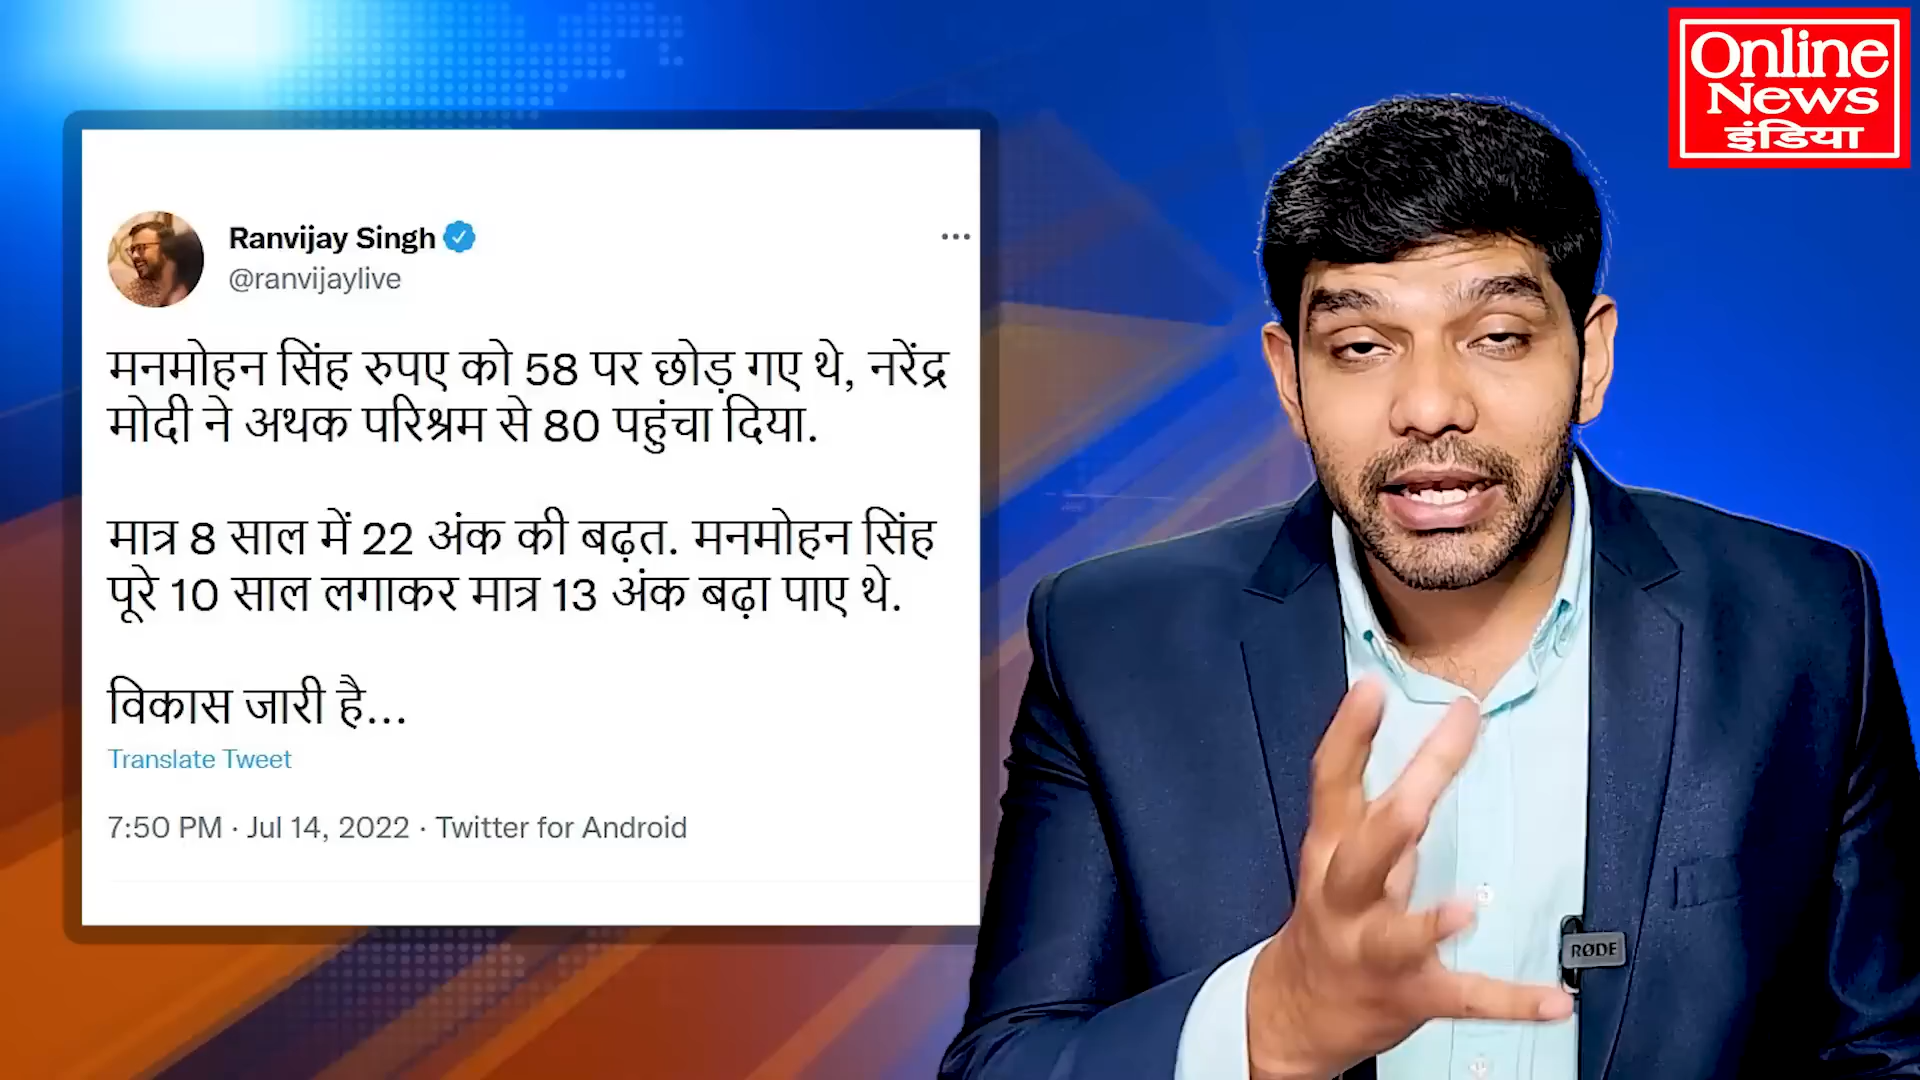 Online
News
इंडिया
Ranvijay Singh
@ranvijaylive
मनमोहन सिंह रुपए को 58 पर छोड़ गए थे, नरेंद्र
मोदी ने अथक परिश्रम से 80 पहुंचा दिया.
मात्र 8 साल में 22 अंक की बढ़त. मनमोहन सिंह
पूरे 10 साल लगाकर मात्र 13 अंक बढ़ा पाए थे.
विकास जारी है...
Translate Tweet
7:50 PM · Jul 14, 2022 · Twitter for Android
RØDE